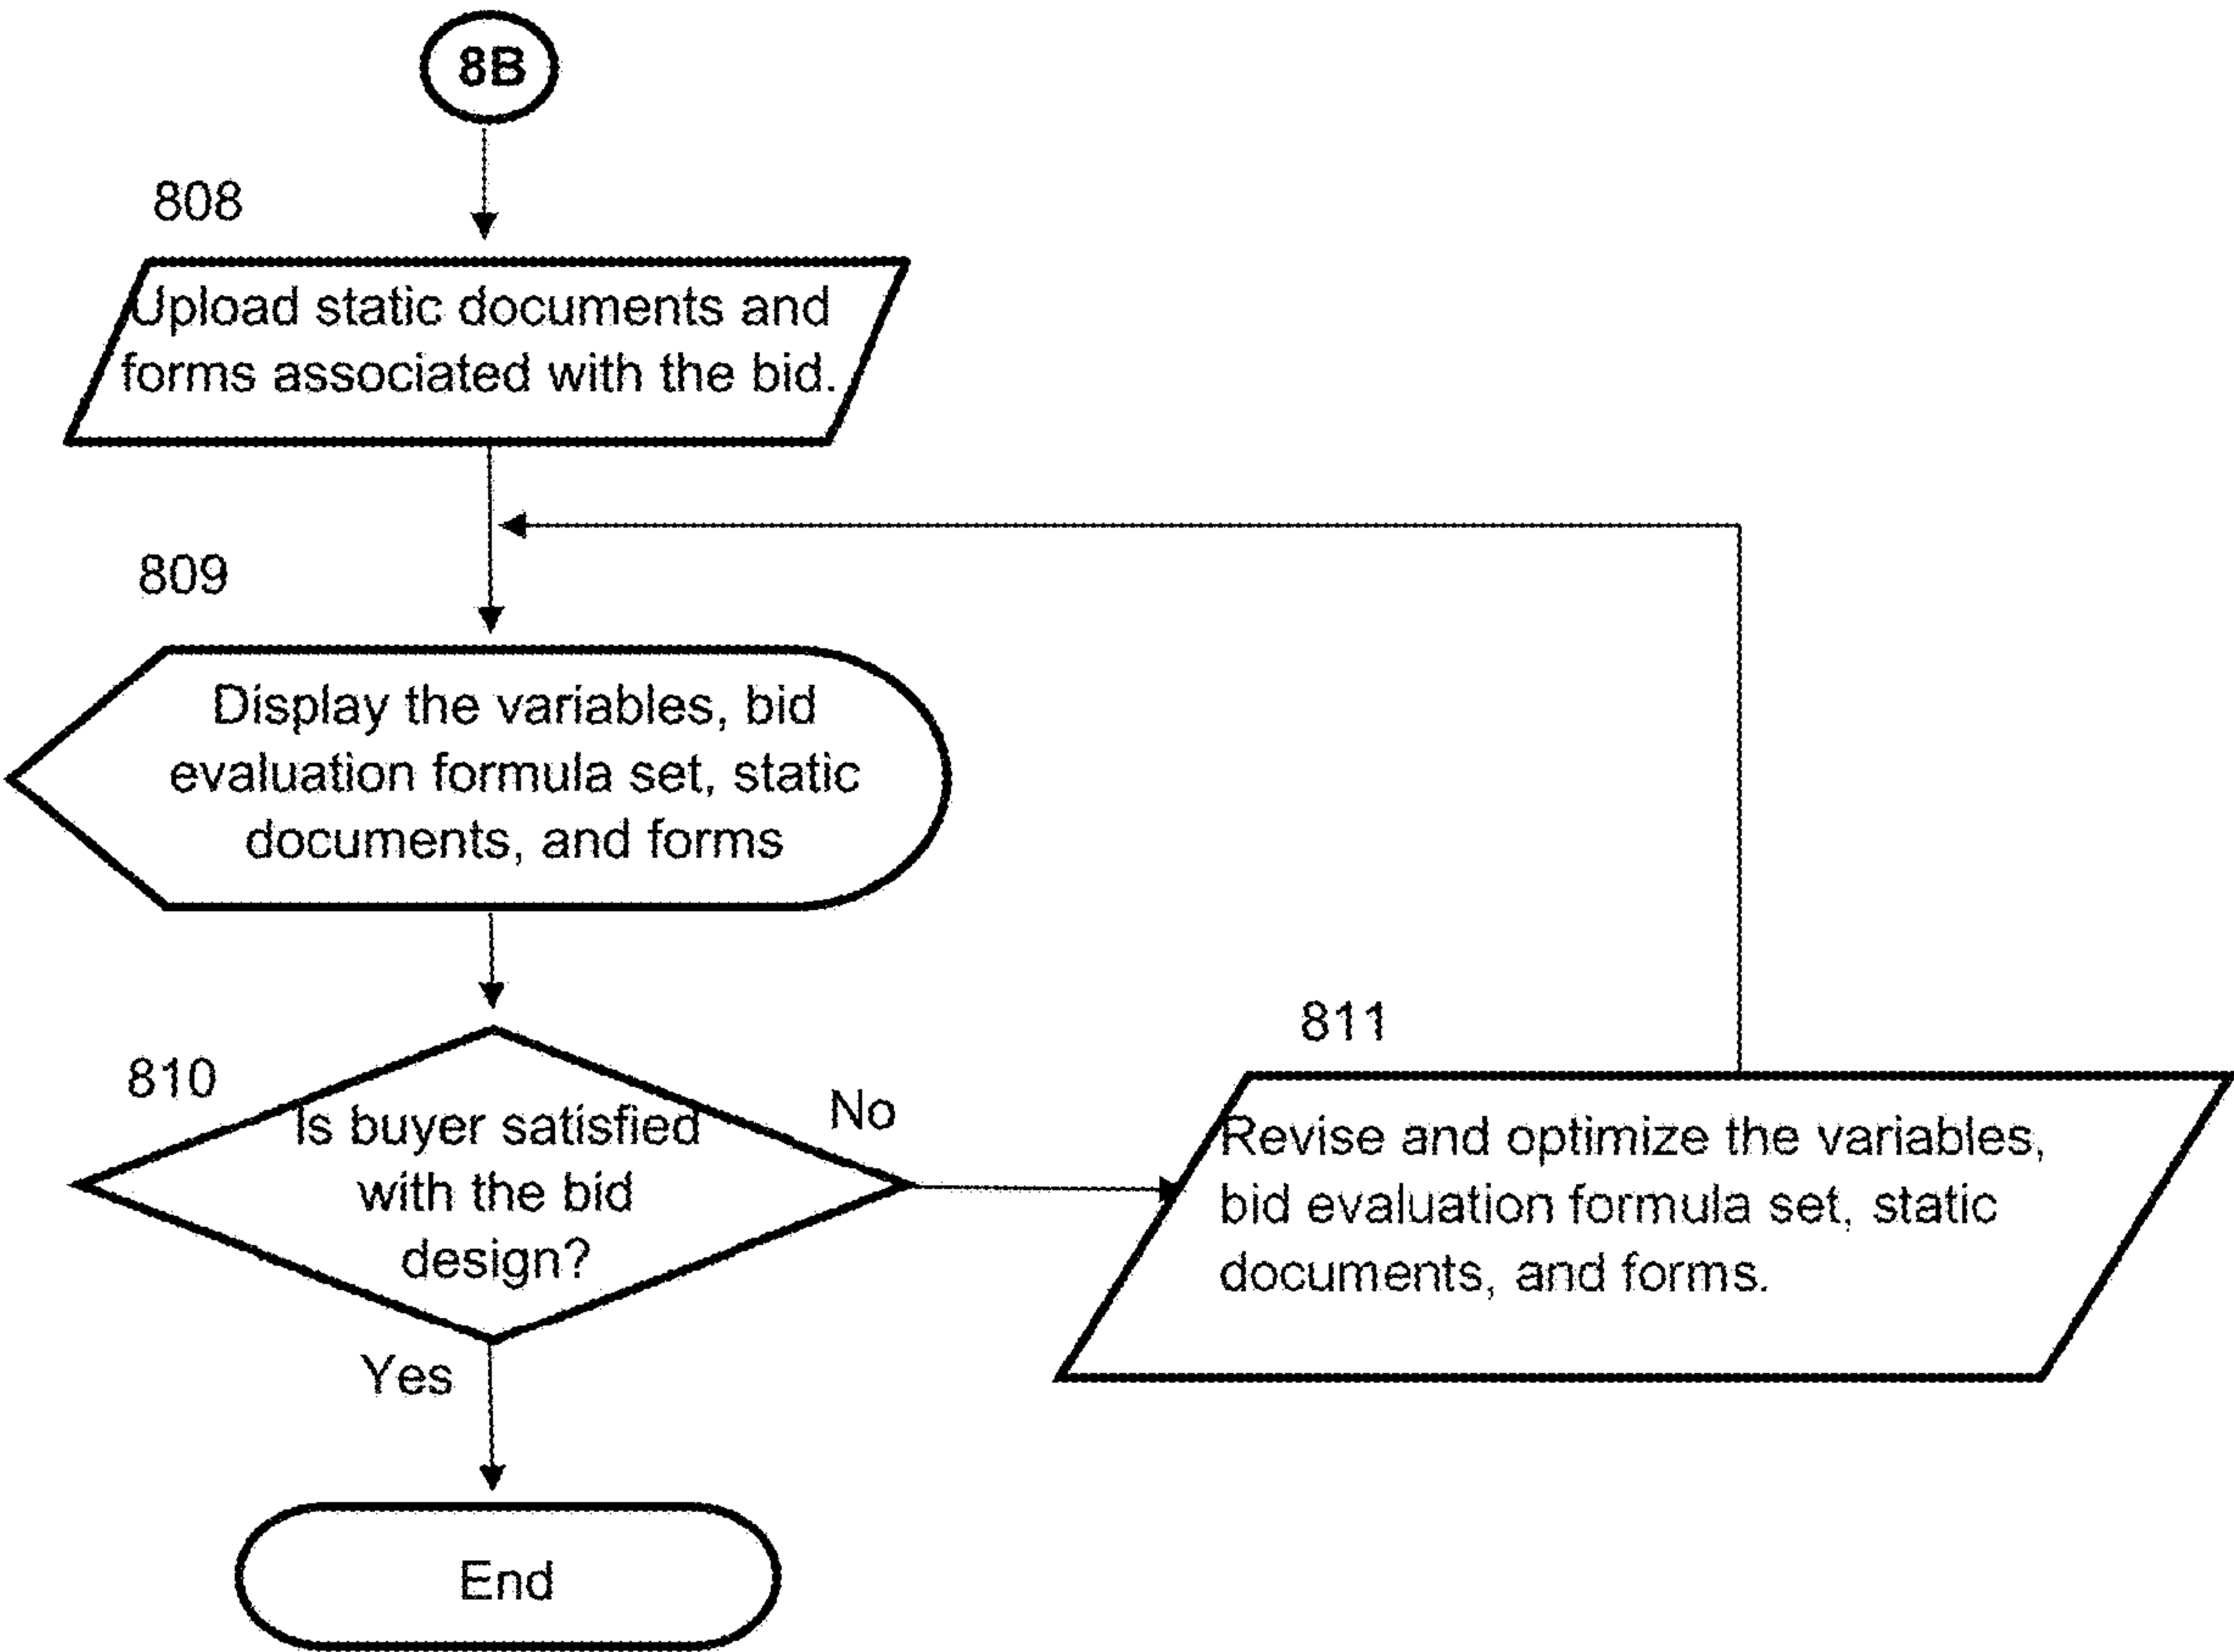 8B
808
Upload static documents and
forms associated with the bid.
809
Display the variables, bid
evaluation formula set, static
documents, and forms
810
Is buyer satisfied
with the bid
design?
No
811
Revise and optimize the variables,
bid evaluation formula set, static
documents, and forms.
Yes
End